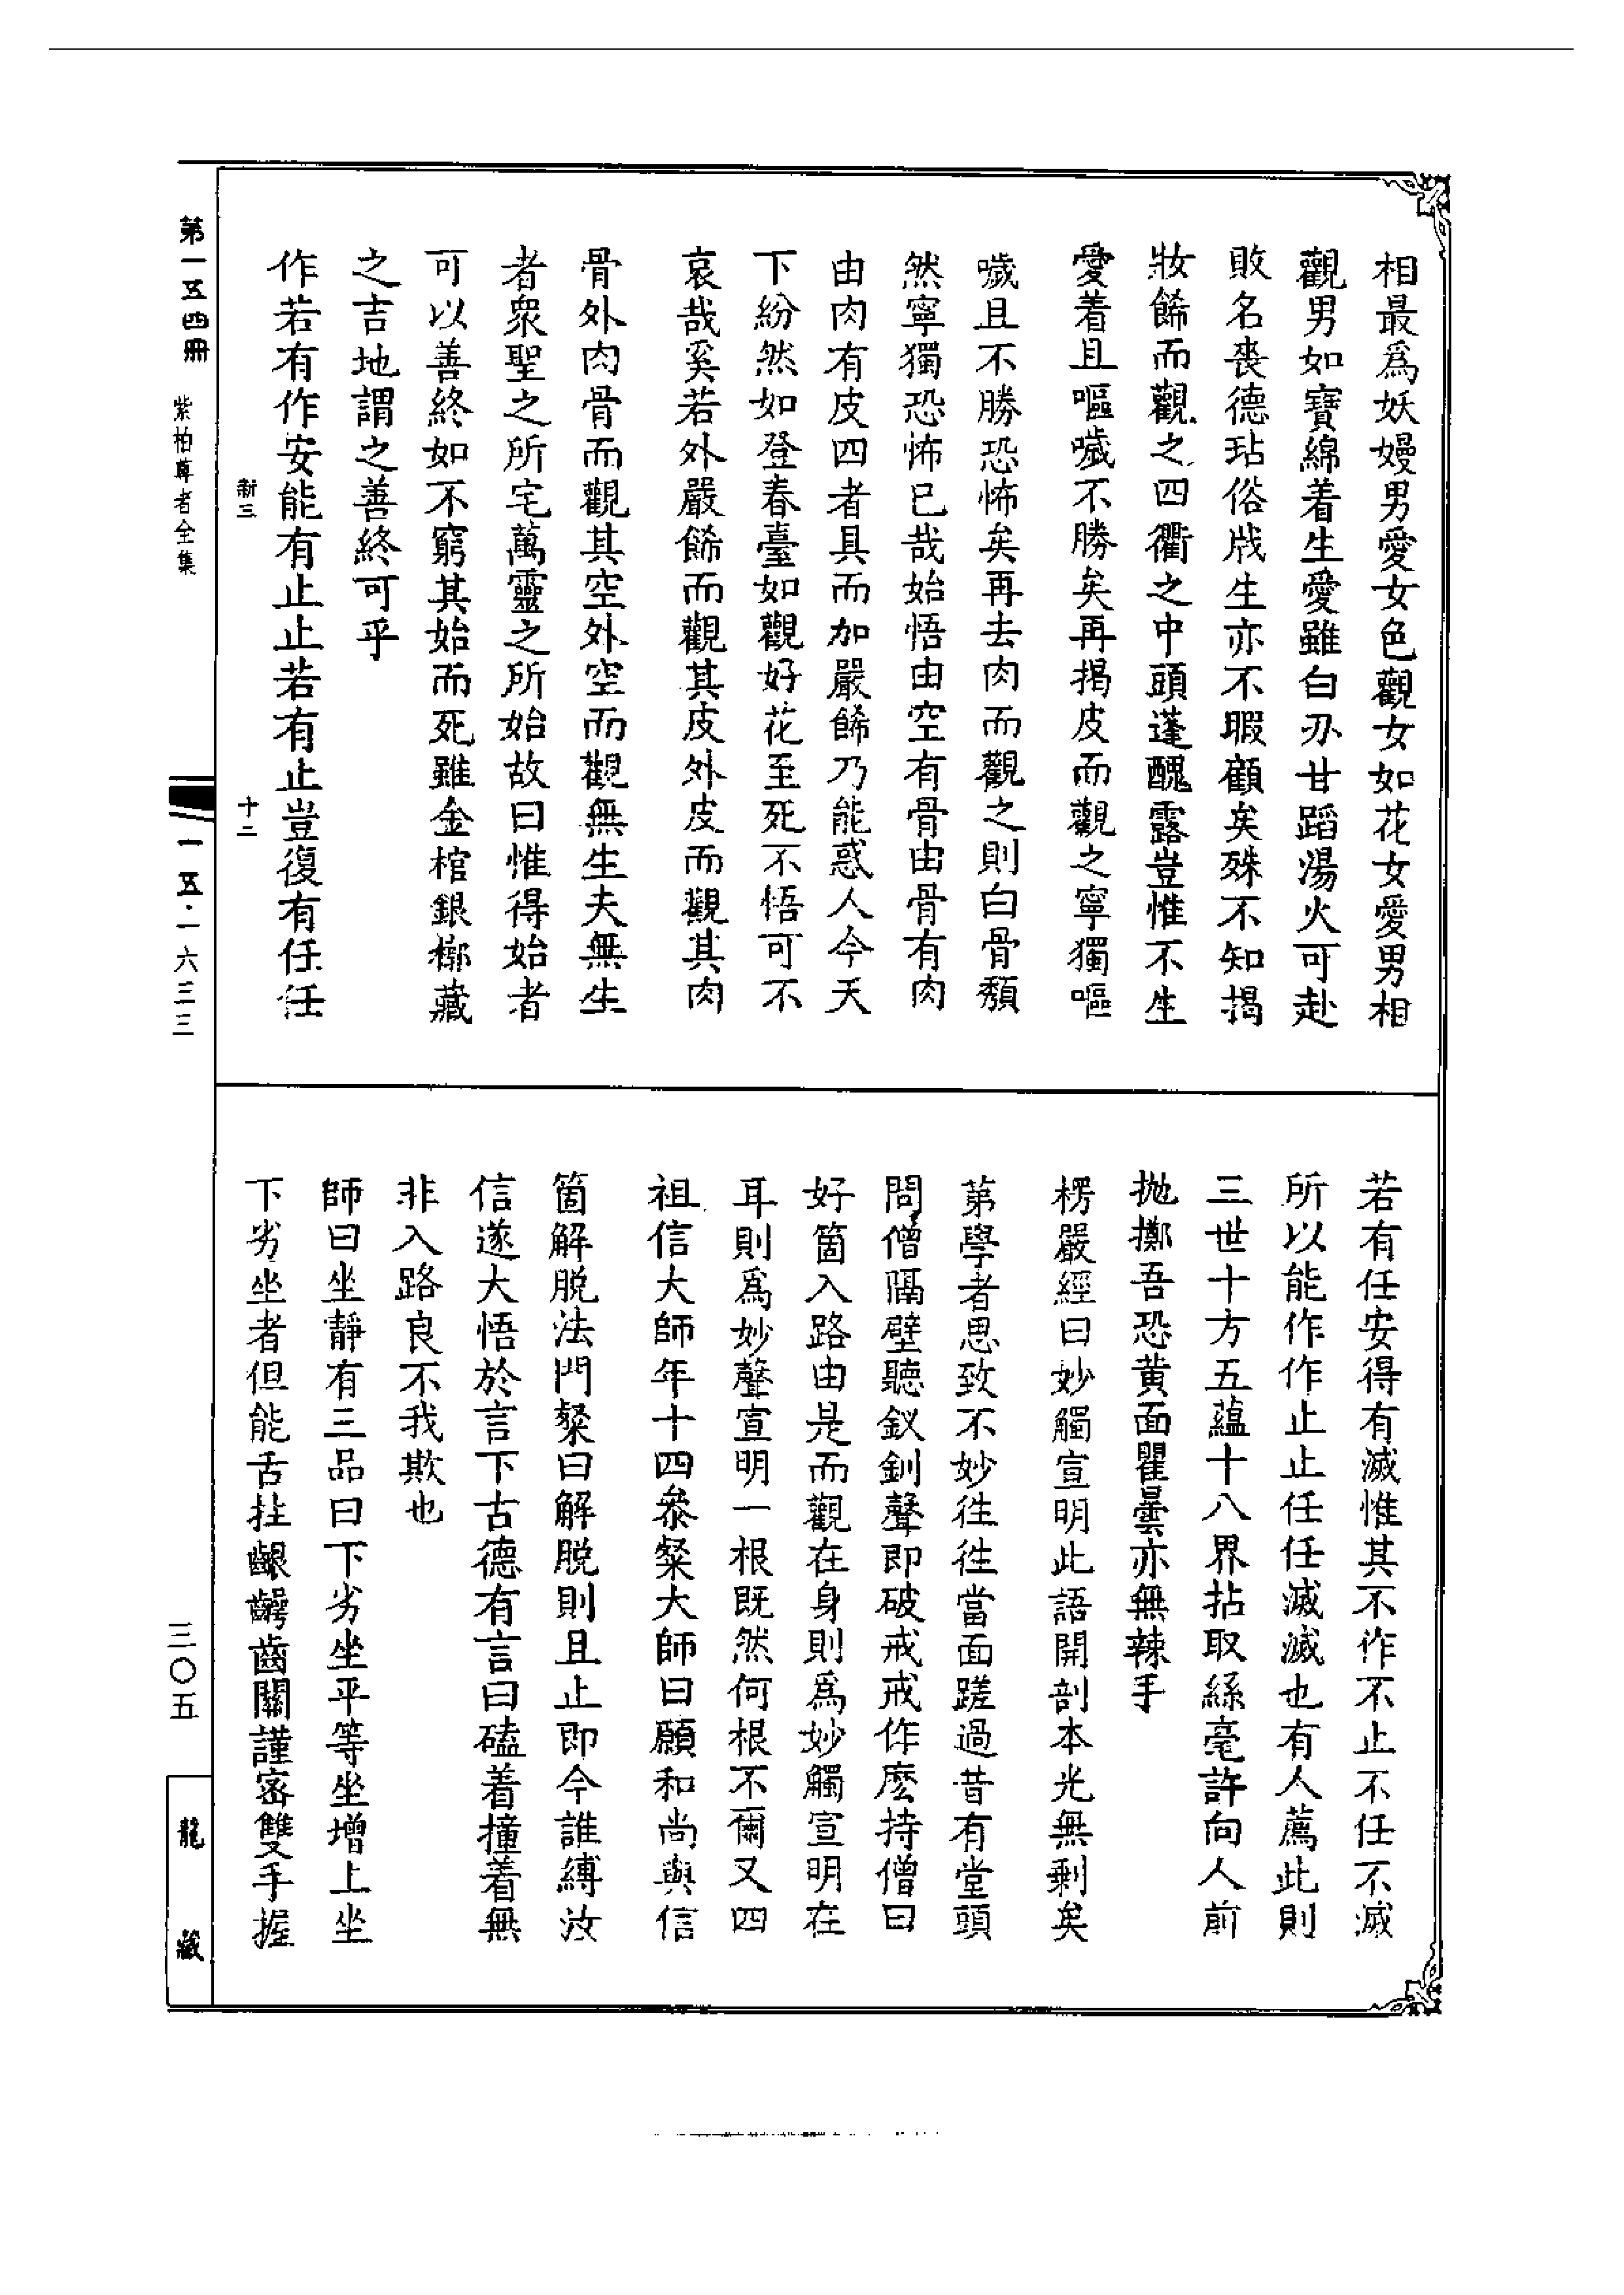 相最爲妖嫚男愛女色觀女如花女愛男相
觀男如寶綿着生愛雖白刃甘蹈湯火可赴
敗名喪德玷俗戕生亦不暇顧矣殊不知揭
妝餙而觀之四衢之中頭蓬醜露豈惟不生
愛着且嘔噦不勝矣再揭皮而觀之寧獨嘔
噦且不勝恐怖矣再去肉而觀之則白骨頽
然寧獨恐怖已哉始悟由空有骨由骨有肉
由肉有皮四者具而加嚴餙乃能惑人今天
下紛然如登春臺如觀好花至死不悟可不
哀哉奚若外嚴餙而觀其皮外皮而觀其肉
骨外肉骨而觀其空外空而觀無生夫無生
者衆聖之所宅萬靈之所始故曰惟得始者
可以善終如不窮其始而死雖金棺銀槨藏
之吉地謂之善終可乎
作若有作安能有止止若有止豈復有任任
新三
十二
若有任安得有滅惟其不作不止不任不滅
所以能作作止止任任滅滅也有人薦此則
三世十方五蘊十八界拈取絲毫許向人前
拋擲吾恐黄面瞿曇亦無辣手
楞嚴經曰妙觸宣明此語開剖本光無剩矣
第學者思致不妙徃徃當面蹉過昔有堂頭
問僧隔壁聽釵釧聲即破戒戒作麽持僧曰
好箇入路由是而觀在身則爲妙觸宣明在
耳則爲妙聲宣明一根既然何根不爾又四
祖信大師年十四叅粲大師曰願和尚與信
箇解脱法門粲曰解脱則且止即今誰縛汝
信遂大悟於言下古德有言曰磕着撞着無
非入路良不我欺也
師曰坐靜有三品曰下劣坐平等坐增上坐
下劣坐者但能舌拄齦齶齒關謹密雙手握
第一五四冊
紫柏尊者全集
一五·一六三三
三〇五
龍藏